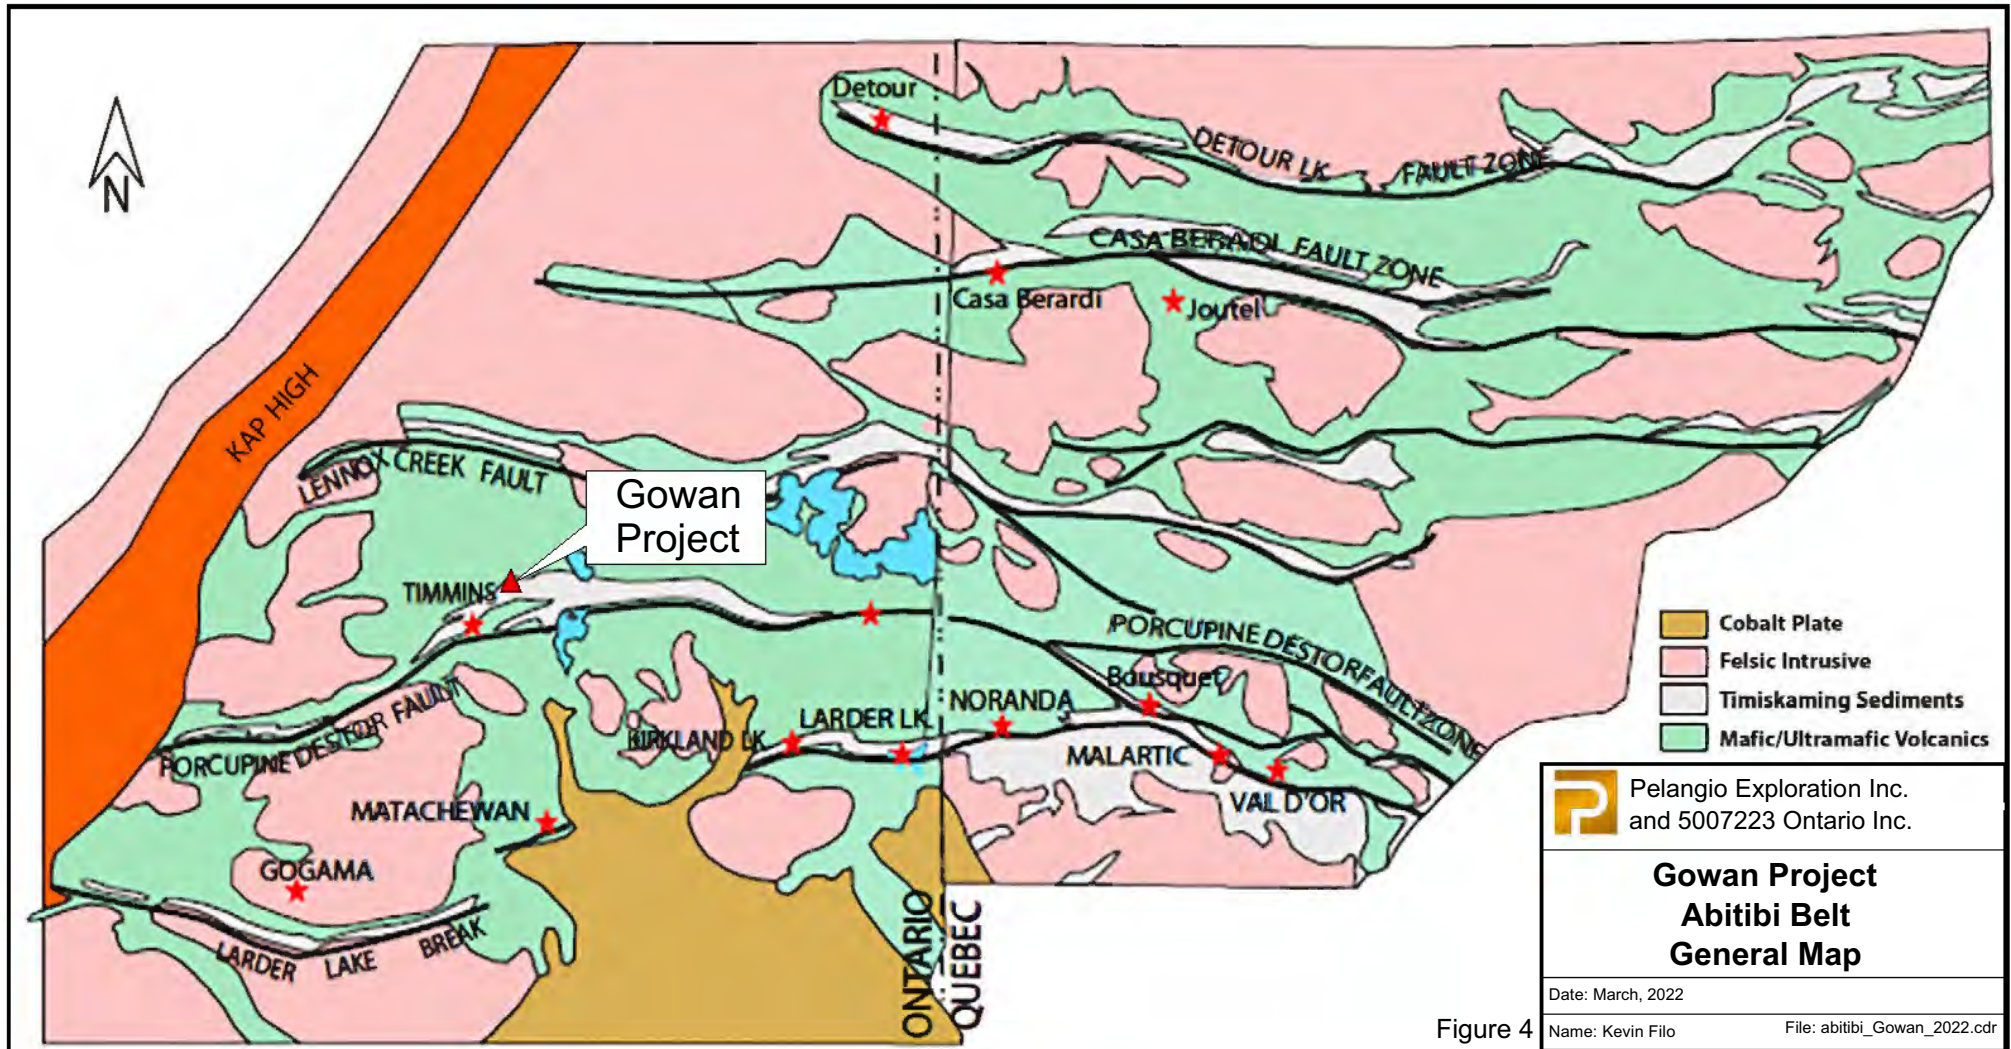 Detour
DETOUR LK FAULT ZONE
CASA BERADI FAULT ZONE
Casa Berardi
Joutel
KAP HIGH
N
LENNOX CREEK FAULT
Gowan
Project
TIMMINS
PORCUPINE DESTOR FAULT ZONE
Bousquet
NORANDA
LARDER LK
KIRKLAND LK
MALARTIC
VAL D'OR
PORCUPINE DESTOR FAULT
MATACHEWAN
GOGAMA
LARDER LAKE BREAK
ONTARIO
QUEBEC
Cobalt Plate
Felsic Intrusive
Timiskaming Sediments
Mafic/Ultramafic Volcanics
P
Pelangio Exploration Inc.
and 5007223 Ontario Inc.
Gowan Project
Abitibi Belt
General Map
Date: March, 2022
Figure 4
Name: Kevin Filo
File: abitibi_Gowan_2022.cdr